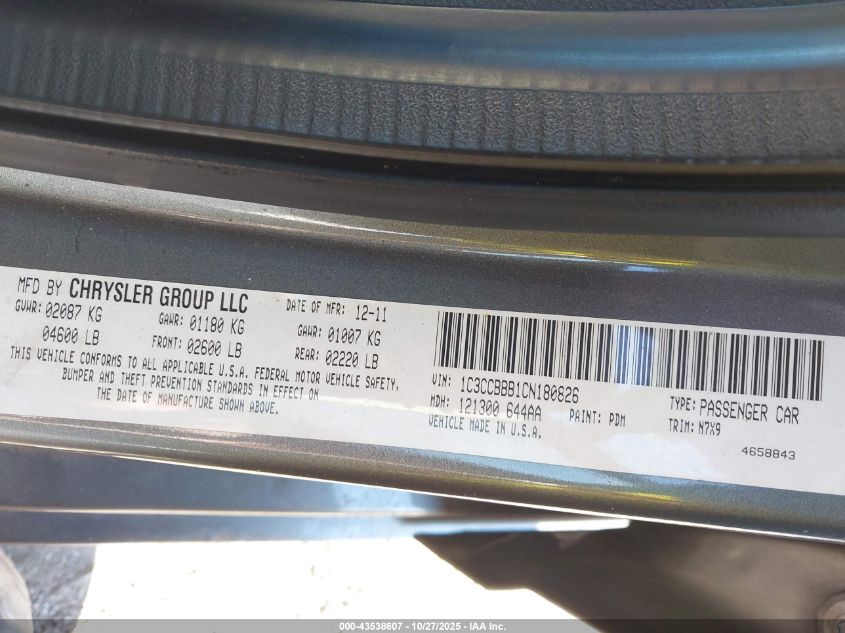 MFD BY CHRYSLER GROUP LLC DATE OF MFR: 12-11
GVWR: 02087 KG GAWR: 01180 KG GAWR: 01007 KG
04600 LB FRONT: 02600 LB REAR: 02220 LB
THIS VEHICLE CONFORMS TO ALL APPLICABLE U.S.A. FEDERAL MOTOR VEHICLE SAFETY,
BUMPER AND THEFT PREVENTION STANDARDS IN EFFECT ON
THE DATE OF MANUFACTURE SHOWN ABOVE.
VIN: 1C3CCBBB1CN180826 TYPE: PASSENGER CAR
MDH: 121300 644AA PAINT: PDM TRIM: N7X9
VEHICLE MADE IN U.S.A.
4658843
000-43538607 - 10/27/2025 - IAA Inc.